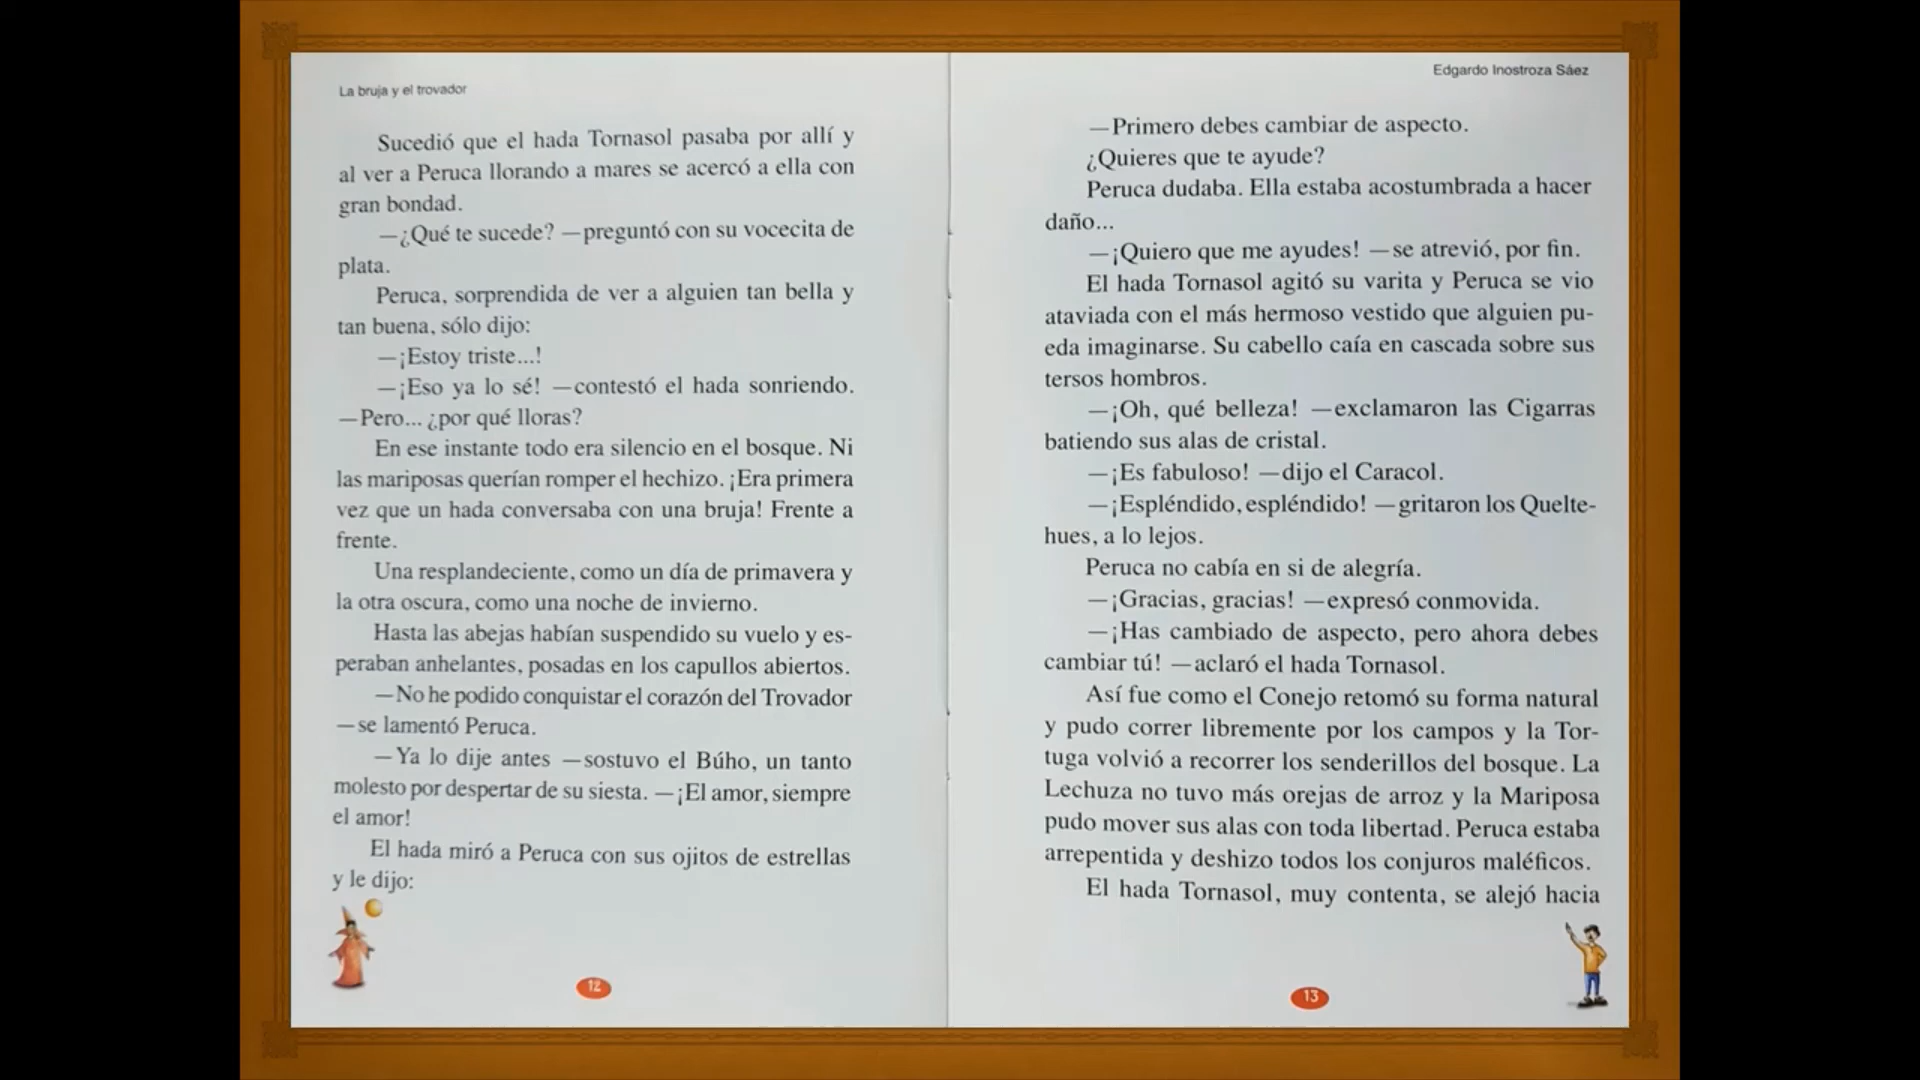 La bruja y el trovador
Sucedió que el hada Tornasol pasaba por allí y
al ver a Peruca llorando a mares se acercó a ella con
gran bondad.
—¿Qué te sucede? —preguntó con su vocecita de
plata.
Peruca, sorprendida de ver a alguien tan bella y
tan buena, sólo dijo:
—¡Estoy triste...!
—¡Eso ya lo sé! —contestó el hada sonriendo.
—Pero... ¿por qué lloras?
En ese instante todo era silencio en el bosque. Ni
las mariposas querían romper el hechizo. ¡Era primera
vez que un hada conversaba con una bruja! Frente a
frente.
Una resplandeciente, como un día de primavera y
la otra oscura, como una noche de invierno.
Hasta las abejas habían suspendido su vuelo y es-
peraban anhelantes, posadas en los capullos abiertos.
—No he podido conquistar el corazón del Trovador
—se lamentó Peruca.
—Ya lo dije antes —sostuvo el Búho, un tanto
molesto por despertar de su siesta. —¡El amor, siempre
el amor!
El hada miró a Peruca con sus ojitos de estrellas
y le dijo:
12
Edgardo Inostroza Sáez
—Primero debes cambiar de aspecto.
¿Quieres que te ayude?
Peruca dudaba. Ella estaba acostumbrada a hacer
daño...
—¡Quiero que me ayudes! —se atrevió, por fin.
El hada Tornasol agitó su varita y Peruca se vio
ataviada con el más hermoso vestido que alguien pu-
eda imaginarse. Su cabello caía en cascada sobre sus
tersos hombros.
—¡Oh, qué belleza! —exclamaron las Cigarras
batiendo sus alas de cristal.
—¡Es fabuloso! —dijo el Caracol.
—¡Espléndido, espléndido! —gritaron los Quelte-
hues, a lo lejos.
Peruca no cabía en si de alegría.
—¡Gracias, gracias! —expresó conmovida.
—¡Has cambiado de aspecto, pero ahora debes
cambiar tú! —aclaró el hada Tornasol.
Así fue como el Conejo retomó su forma natural
y pudo correr libremente por los campos y la Tor-
tuga volvió a recorrer los senderillos del bosque. La
Lechuza no tuvo más orejas de arroz y la Mariposa
pudo mover sus alas con toda libertad. Peruca estaba
arrepentida y deshizo todos los conjuros maléficos.
El hada Tornasol, muy contenta, se alejó hacia
13